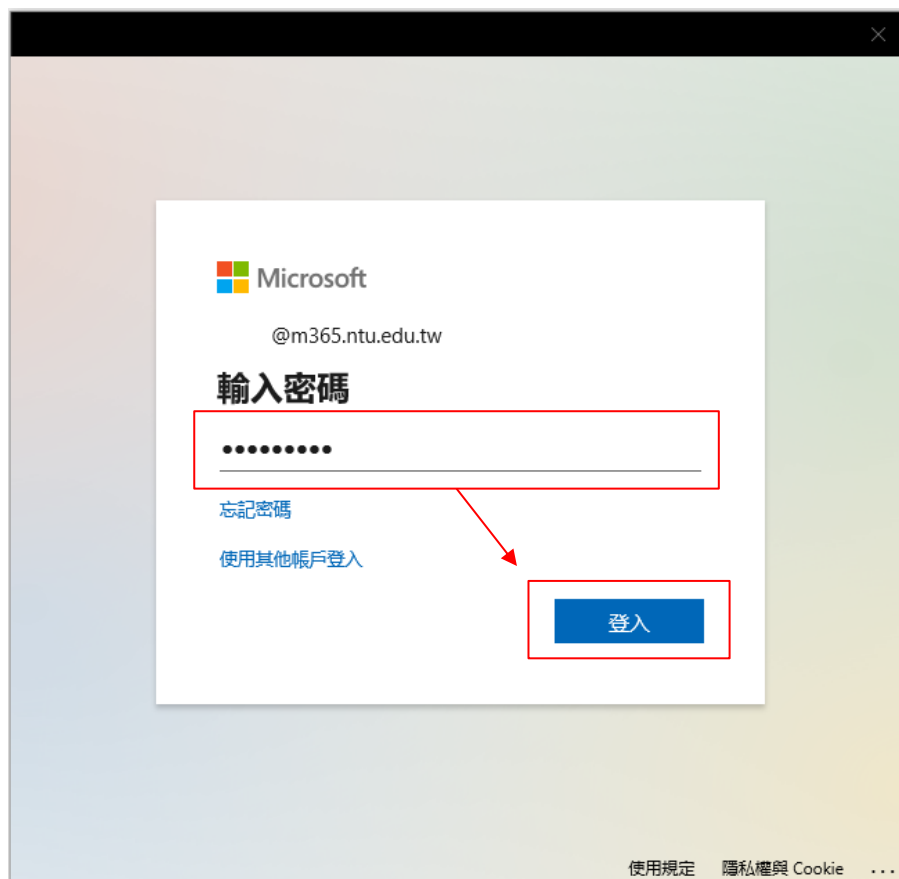 Microsoft
@m365.ntu.edu.tw
輸入密碼
•••••••••
忘記密碼
使用其他帳戶登入
登入
使用規定 隱私權與 Cookie ...